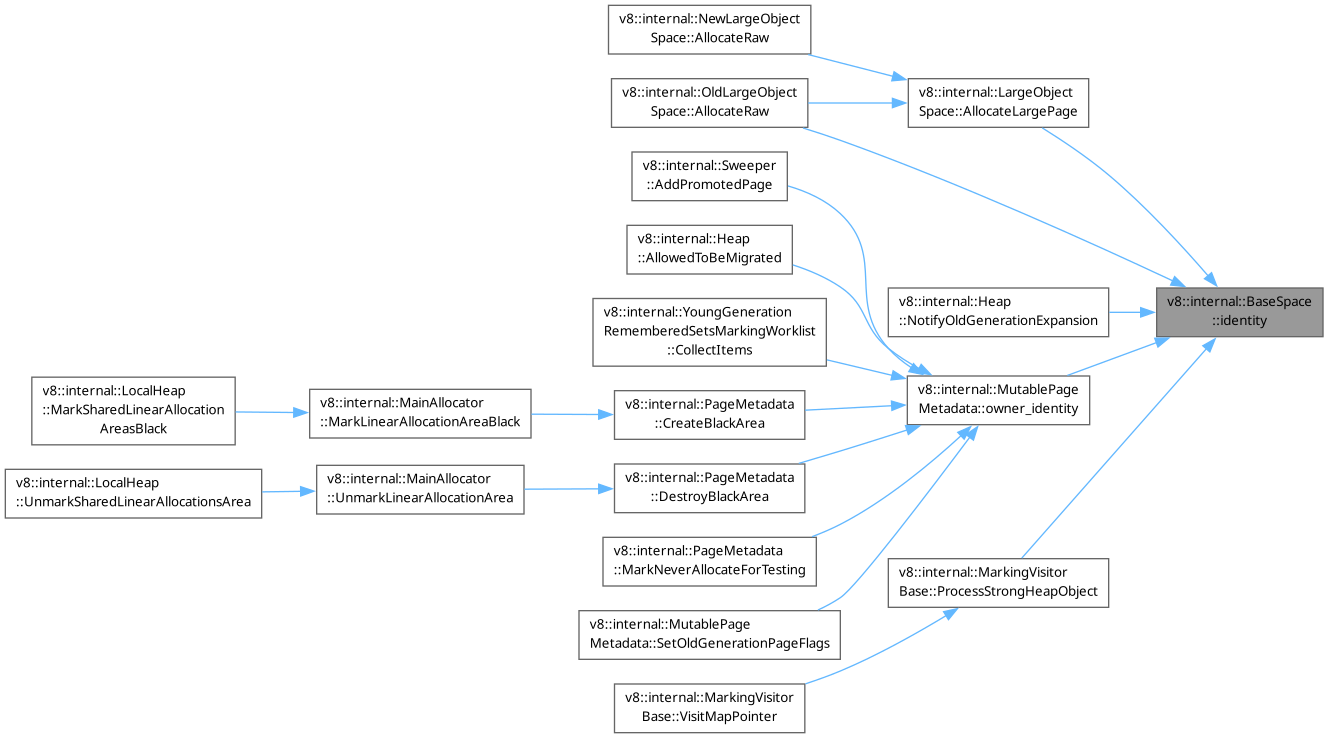 v8::internal::NewLargeObject
Space::AllocateRaw
v8::internal::OldLargeObject
Space::AllocateRaw
v8::internal::LargeObject
Space::AllocateLargePage
v8::internal::Sweeper
::AddPromotedPage
v8::internal::Heap
::AllowedToBeMigrated
v8::internal::Heap
::NotifyOldGenerationExpansion
v8::internal::BaseSpace
::identity
v8::internal::YoungGeneration
RememberedSetsMarkingWorklist
::CollectItems
v8::internal::MutablePage
Metadata::owner_identity
v8::internal::LocalHeap
::MarkSharedLinearAllocation
AreasBlack
v8::internal::MainAllocator
::MarkLinearAllocationAreaBlack
v8::internal::PageMetadata
::CreateBlackArea
v8::internal::LocalHeap
::UnmarkSharedLinearAllocationsArea
v8::internal::MainAllocator
::UnmarkLinearAllocationArea
v8::internal::PageMetadata
::DestroyBlackArea
v8::internal::PageMetadata
::MarkNeverAllocateForTesting
v8::internal::MarkingVisitor
Base::ProcessStrongHeapObject
v8::internal::MutablePage
Metadata::SetOldGenerationPageFlags
v8::internal::MarkingVisitor
Base::VisitMapPointer